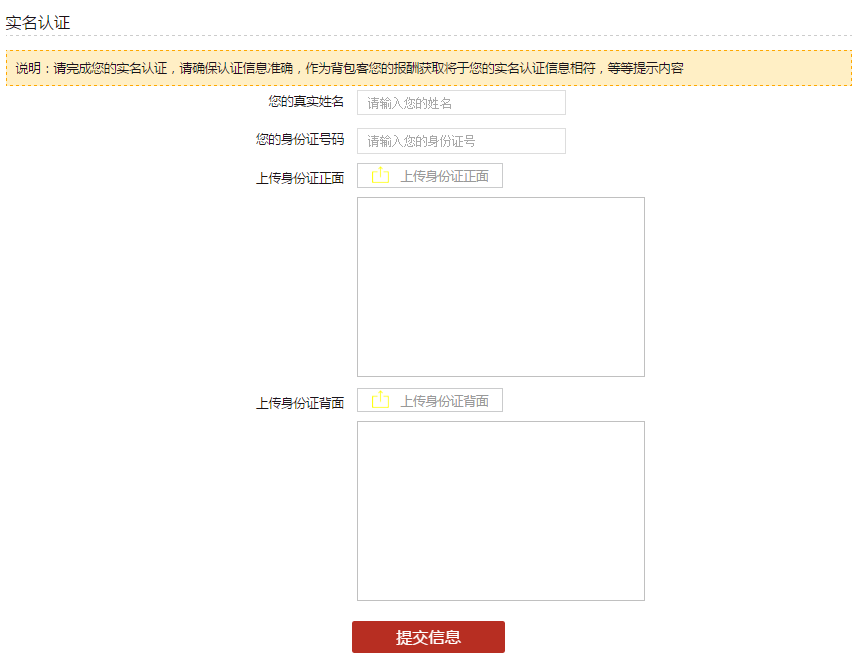 实名认证
说明：请完成您的实名认证，请确保认证信息准确，作为背包客您的报酬获取将于您的实名认证信息相符，等等提示内容
您的真实姓名 请输入您的姓名
您的身份证号码 请输入您的身份证号
上传身份证正面 上传身份证正面
上传身份证背面 上传身份证背面
提交信息